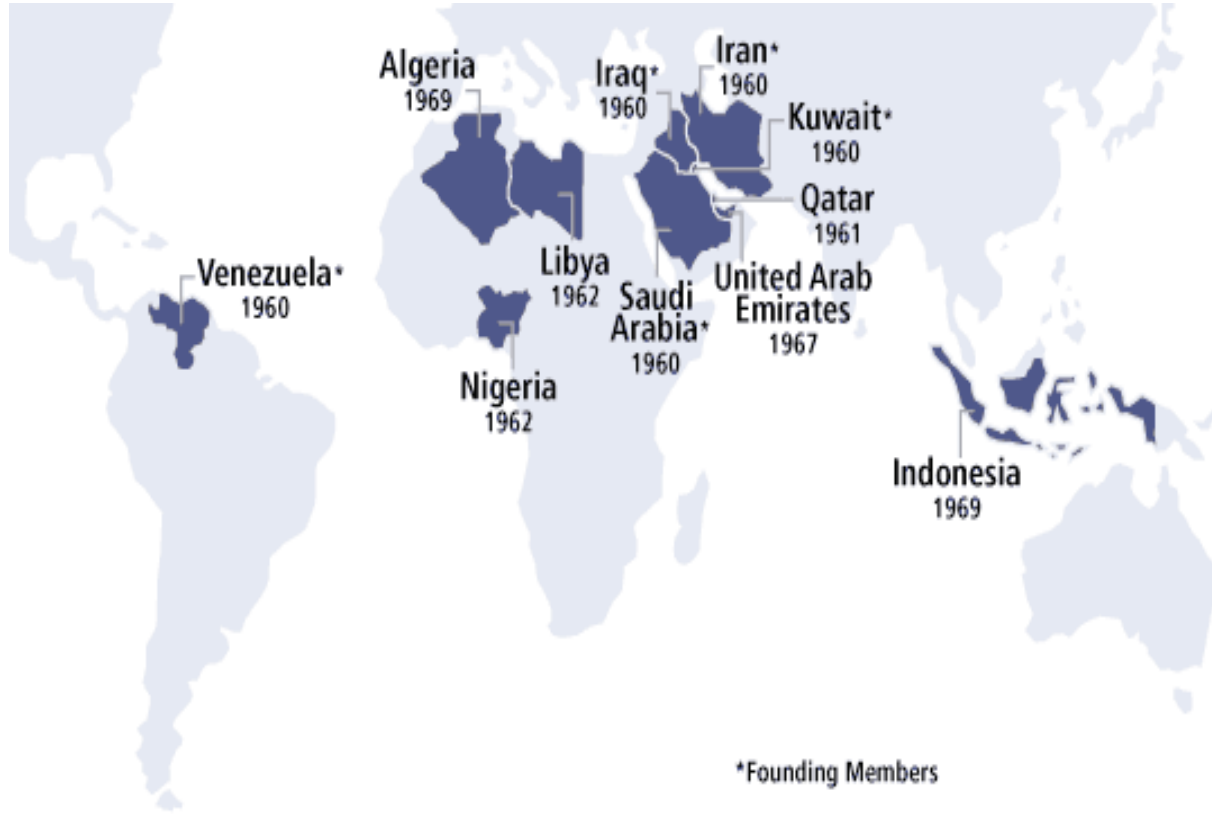 Algeria
1969
Iraq*
1960
Iran*
1960
Kuwait*
1960
Qatar
1961
Venezuela*
1960
Libya
1962
Saudi
Arabia*
1960
United Arab
Emirates
1967
Nigeria
1962
Indonesia
1969
*Founding Members